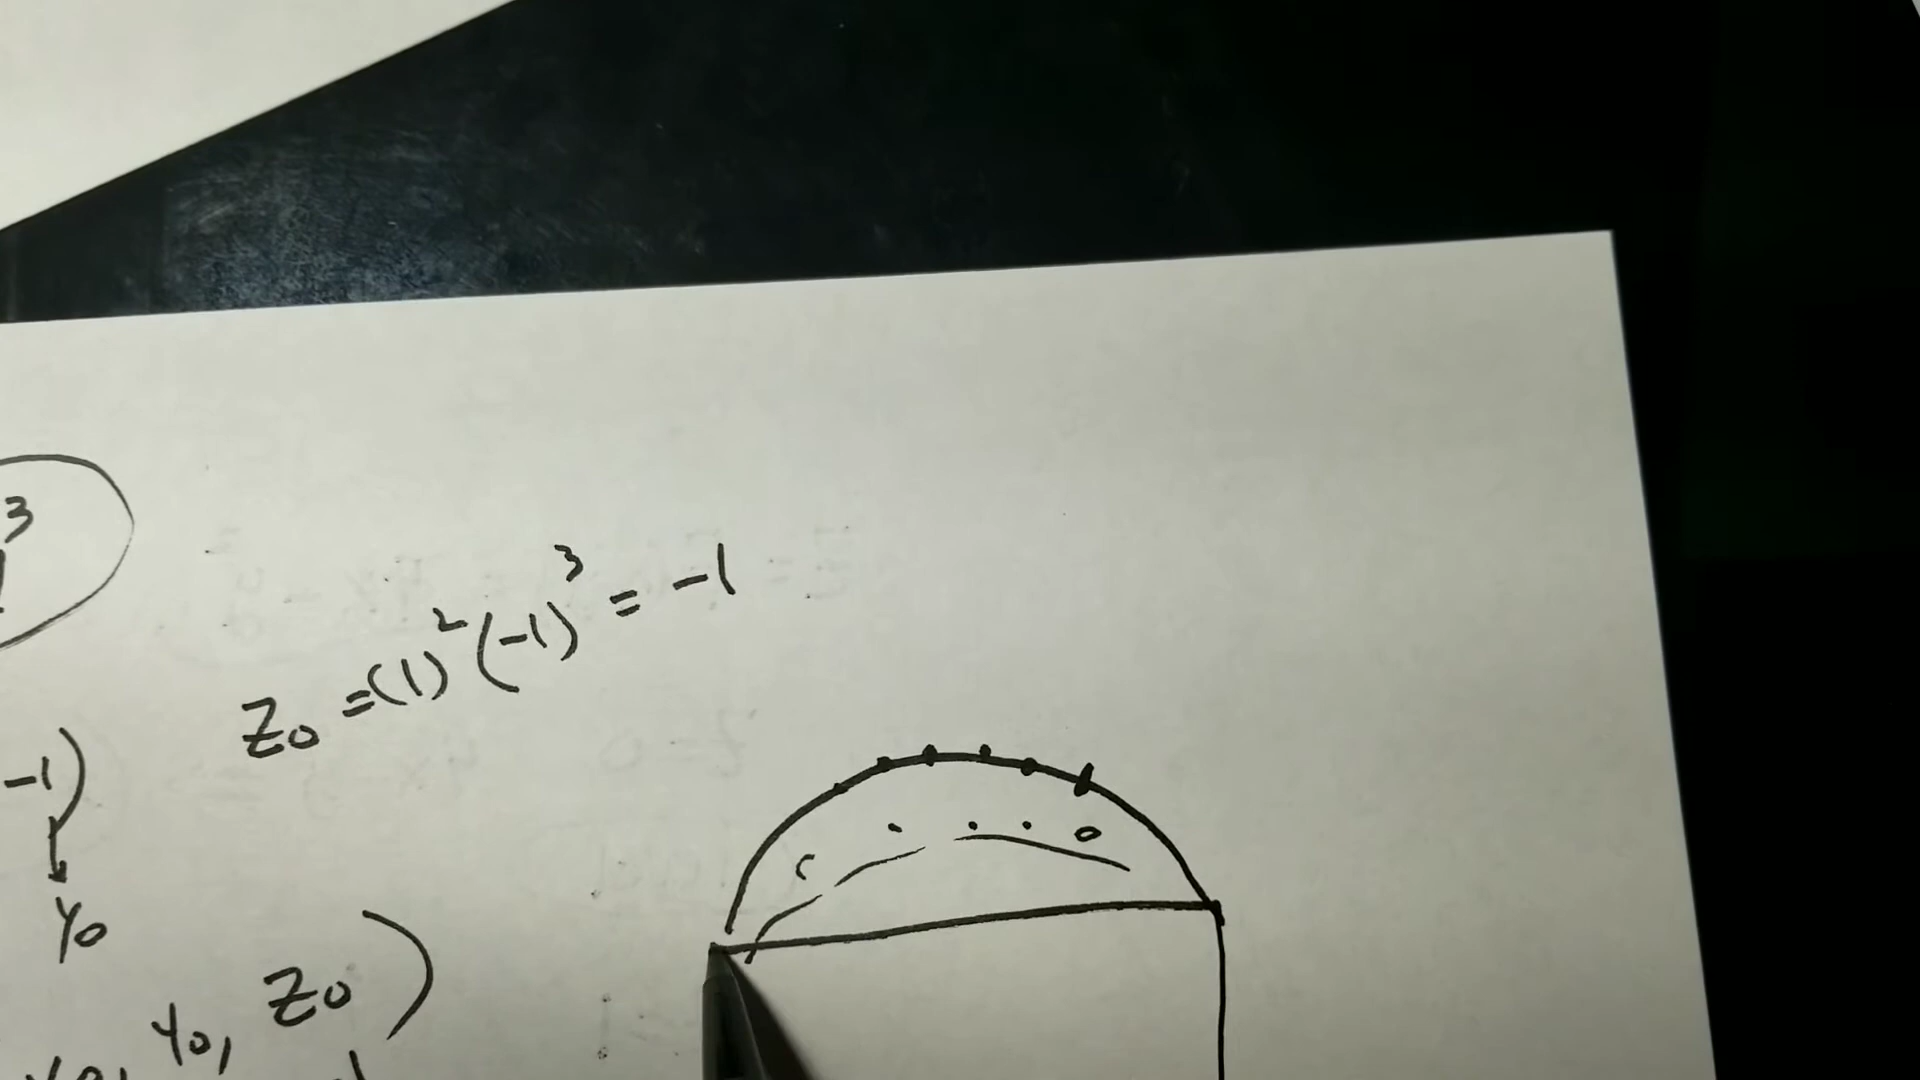 3
Z₀ = (1)²(-1)³ = -1
-1)
y₀
y₀, Z₀)